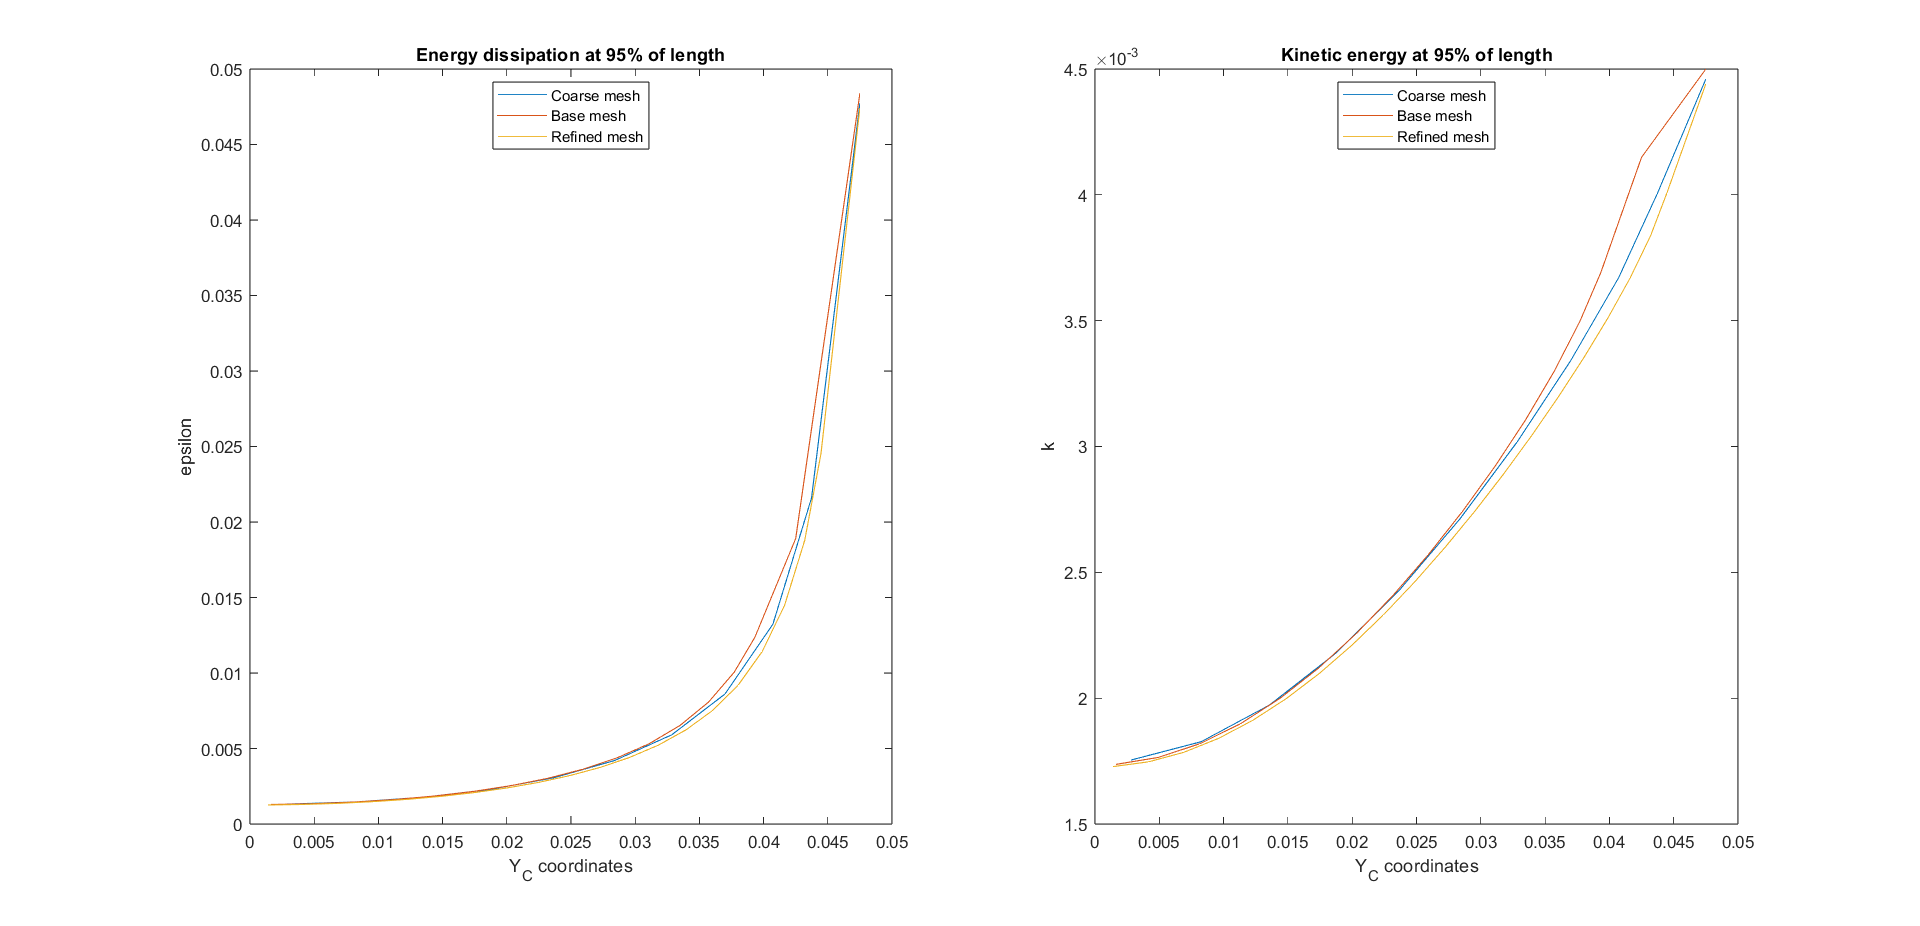 Energy dissipation at 95% of length
0.05
0.045
0.04
0.035
0.03
0.025
0.02
0.015
0.01
0.005
0
epsilon
Coarse mesh
Base mesh
Refined mesh
0 0.005 0.01 0.015 0.02 0.025 0.03 0.035 0.04 0.045 0.05
Y_C coordinates
Kinetic energy at 95% of length
×10^-3
4.5
4
3.5
3
2.5
2
1.5
k
Coarse mesh
Base mesh
Refined mesh
0 0.005 0.01 0.015 0.02 0.025 0.03 0.035 0.04 0.045 0.05
Y_C coordinates